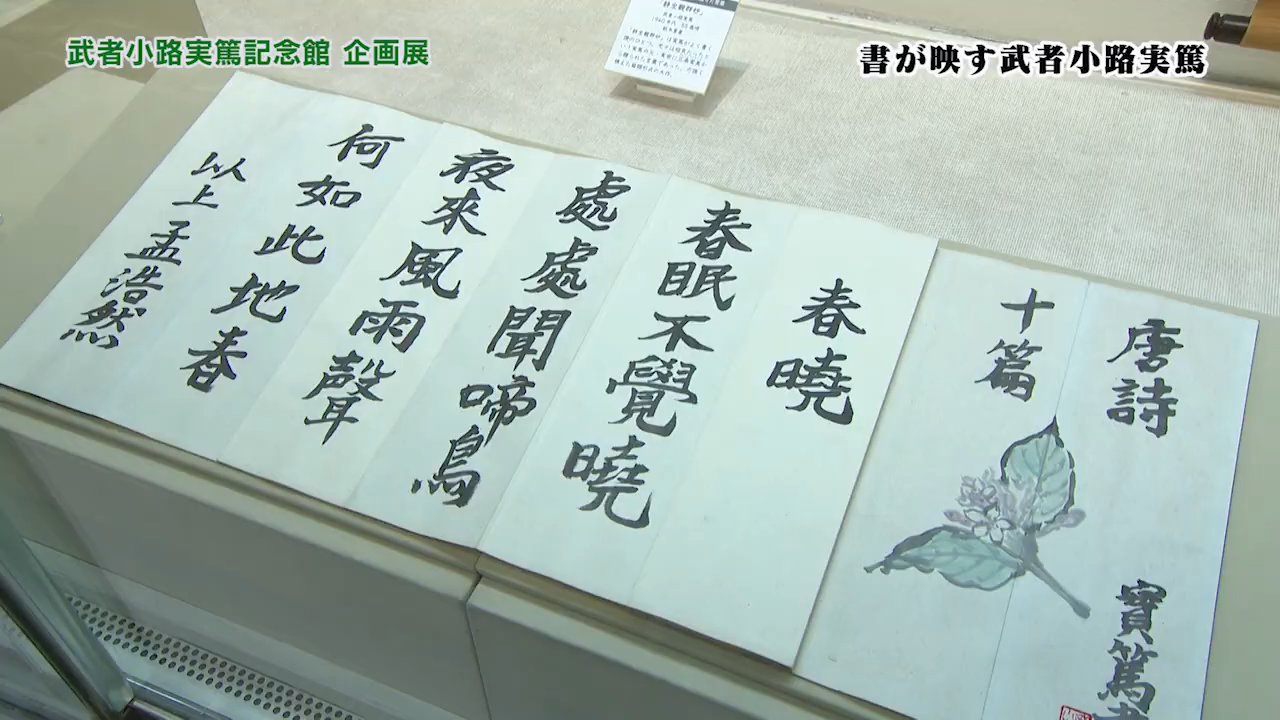 武者小路実篤記念館 企画展
書が映す武者小路実篤
唐詩
十篇
實篤
春曉
春眠不覺曉
處處聞啼鳥
夜來風雨聲
何如此地春
以上孟浩然